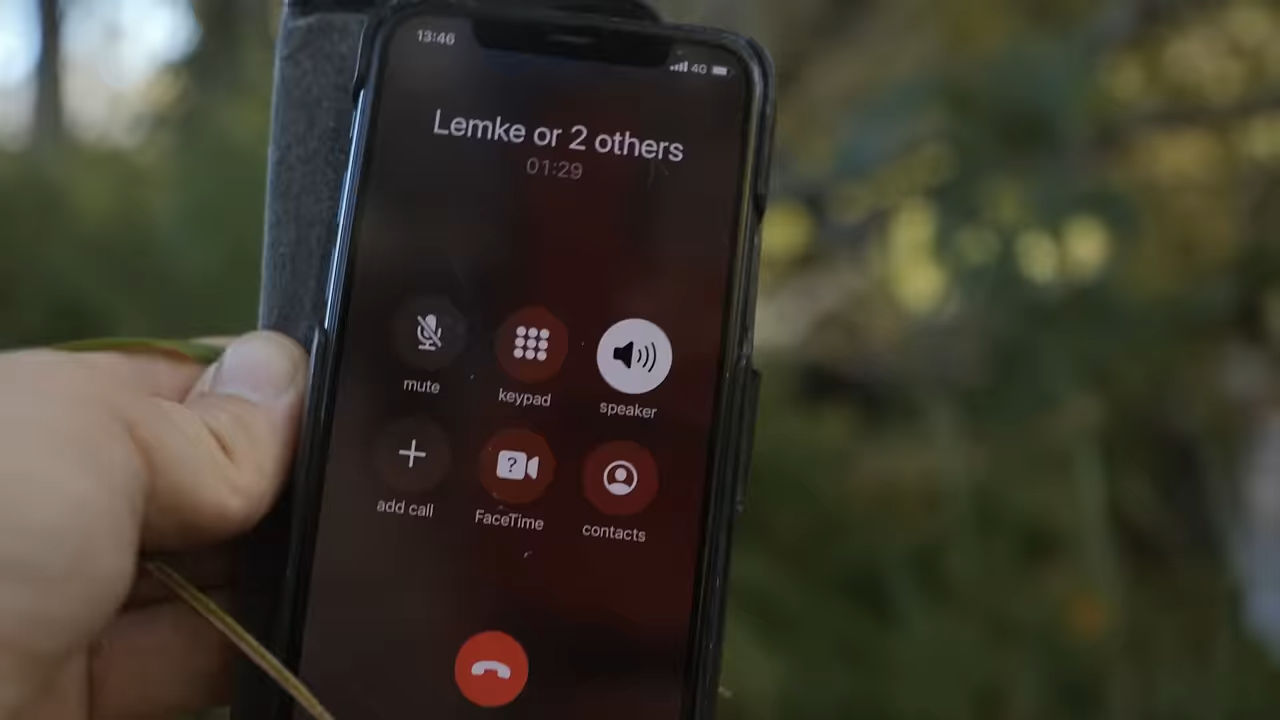 13:46
4G
Lemke or 2 others
01:29
mute
keypad
speaker
add call
?
FaceTime
contacts